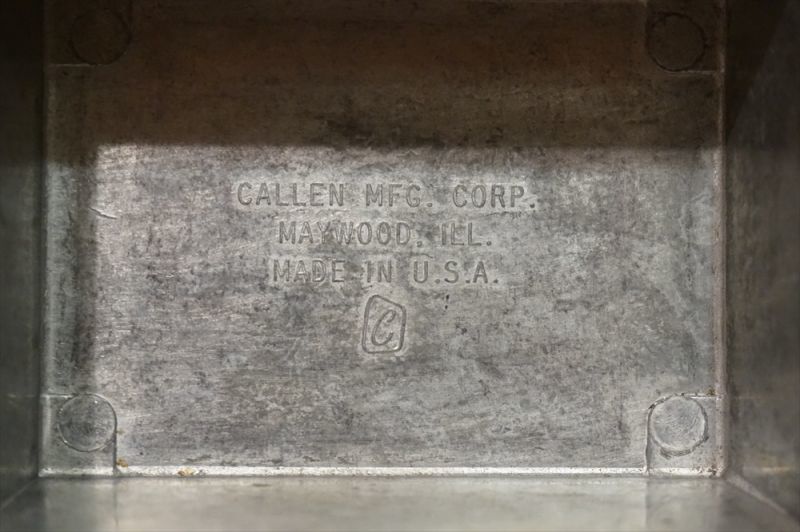 CALLEN MFG. CORP.
MAYWOOD, ILL.
MADE IN U.S.A.
C